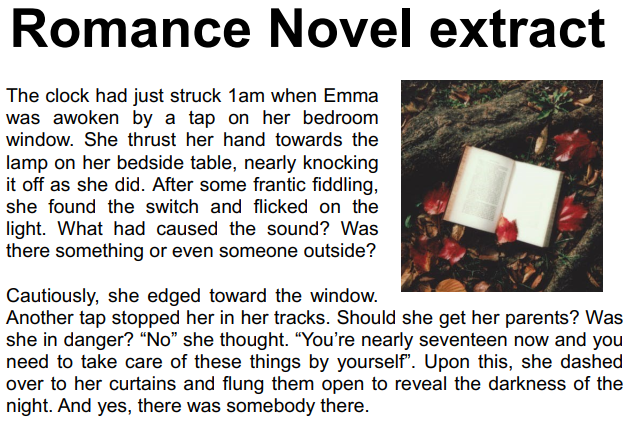 Romance Novel extract
The clock had just struck 1am when Emma
was awoken by a tap on her bedroom
window. She thrust her hand towards the
lamp on her bedside table, nearly knocking
it off as she did. After some frantic fiddling,
she found the switch and flicked on the
light. What had caused the sound? Was
there something or even someone outside?
Cautiously, she edged toward the window.
Another tap stopped her in her tracks. Should she get her parents? Was
she in danger? “No” she thought. “You’re nearly seventeen now and you
need to take care of these things by yourself”. Upon this, she dashed
over to her curtains and flung them open to reveal the darkness of the
night. And yes, there was somebody there.